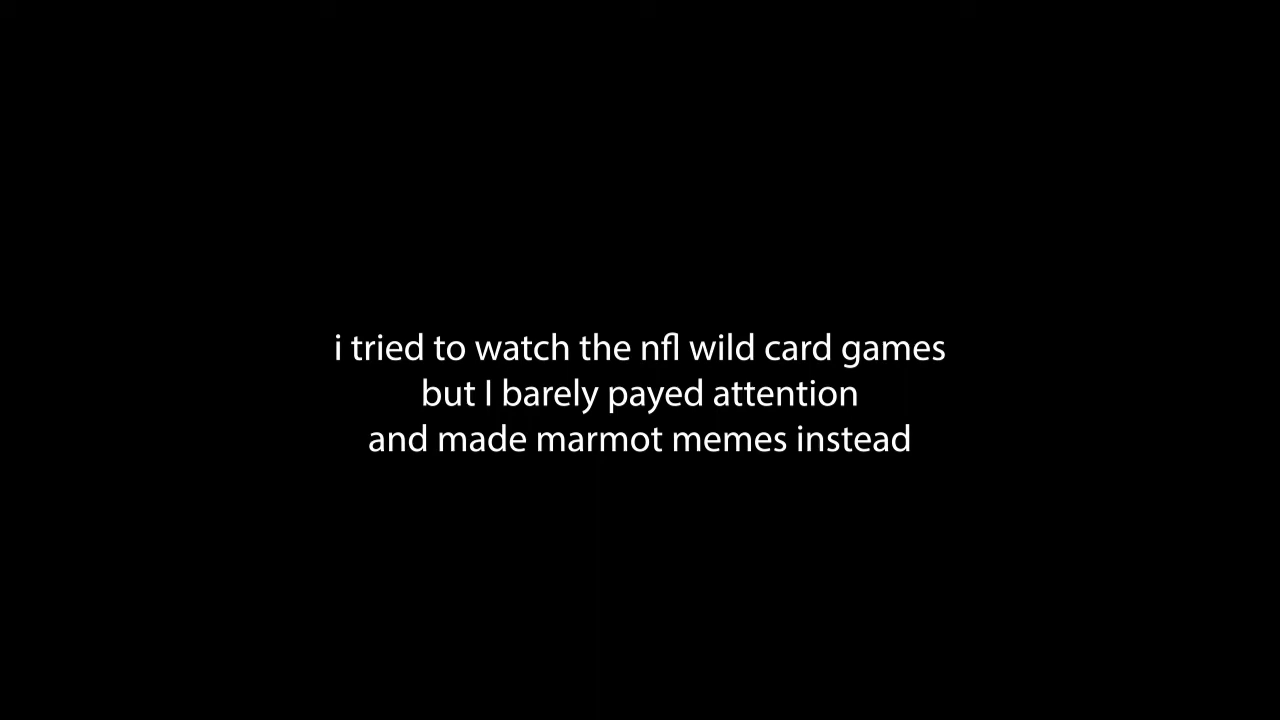 i tried to watch the nfl wild card games
but I barely payed attention
and made marmot memes instead